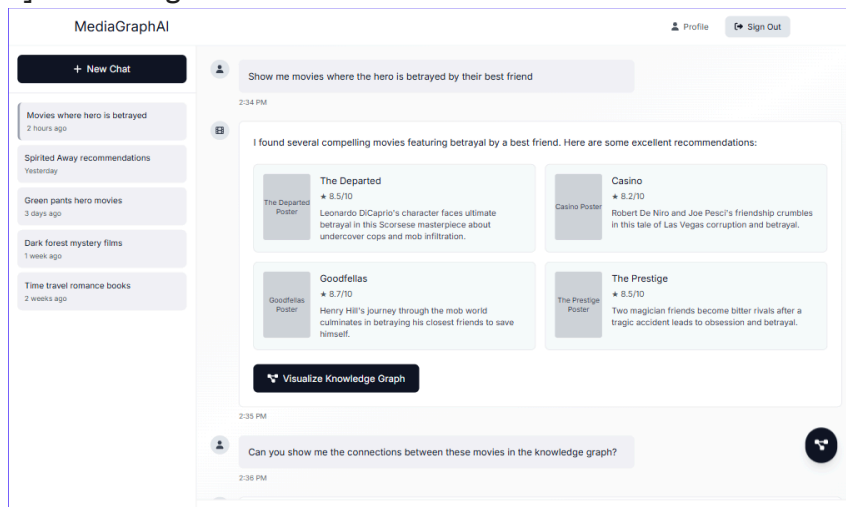 MediaGraphAI
Profile
Sign Out
+ New Chat
Movies where hero is betrayed
2 hours ago
Spirited Away recommendations
Yesterday
Green pants hero movies
3 days ago
Dark forest mystery films
1 week ago
Time travel romance books
2 weeks ago
Show me movies where the hero is betrayed by their best friend
2:34 PM
I found several compelling movies featuring betrayal by a best friend. Here are some excellent recommendations:
The Departed
Poster
The Departed
★ 8.5/10
Leonardo DiCaprio's character faces ultimate
betrayal in this Scorsese masterpiece about
undercover cops and mob infiltration.
Casino Poster
Casino
★ 8.2/10
Robert De Niro and Joe Pesci's friendship crumbles
in this tale of Las Vegas corruption and betrayal.
Goodfellas
Poster
Goodfellas
★ 8.7/10
Henry Hill's journey through the mob world
culminates in betraying his closest friends to save
himself.
The Prestige
Poster
The Prestige
★ 8.5/10
Two magician friends become bitter rivals after a
tragic accident leads to obsession and betrayal.
Visualize Knowledge Graph
2:35 PM
Can you show me the connections between these movies in the knowledge graph?
2:36 PM